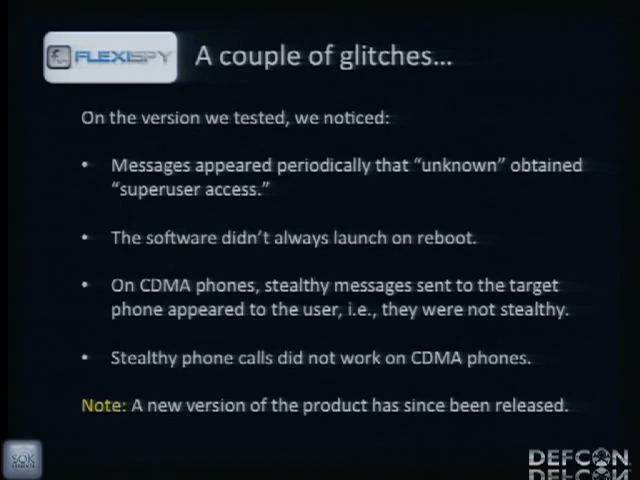 FLEXISPY
A couple of glitches...
On the version we tested, we noticed:
• Messages appeared periodically that “unknown” obtained
“superuser access.”
• The software didn’t always launch on reboot.
• On CDMA phones, stealthy messages sent to the target
phone appeared to the user, i.e., they were not stealthy.
• Stealthy phone calls did not work on CDMA phones.
Note: A new version of the product has since been released.
SOK
DEFCON